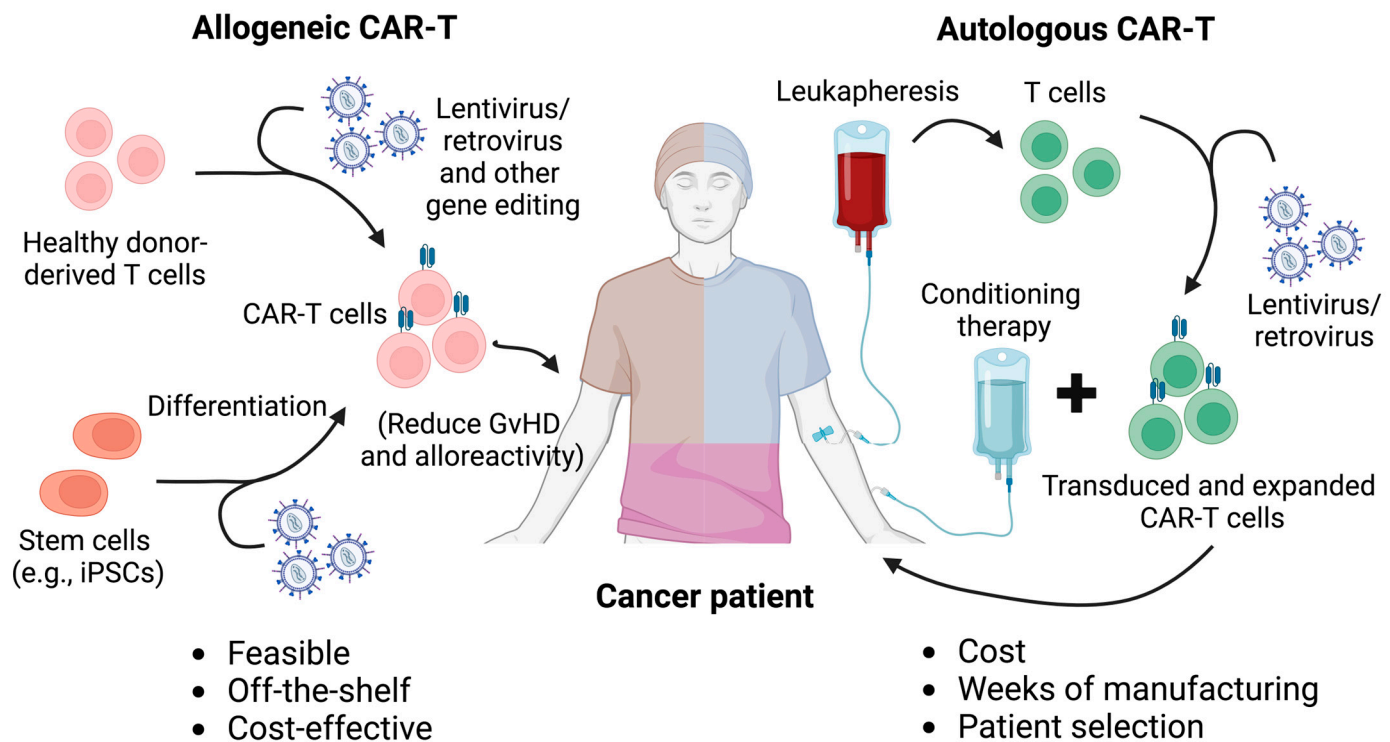 Allogeneic CAR-T
Lentivirus/
retrovirus
and other
gene editing
Healthy donor-
derived T cells
CAR-T cells
Differentiation
(Reduce GvHD
and alloreactivity)
Stem cells
(e.g., iPSCs)
• Feasible
• Off-the-shelf
• Cost-effective
Cancer patient
Autologous CAR-T
Leukapheresis
T cells
Lentivirus/
retrovirus
Conditioning
therapy
Transduced and expanded
CAR-T cells
• Cost
• Weeks of manufacturing
• Patient selection